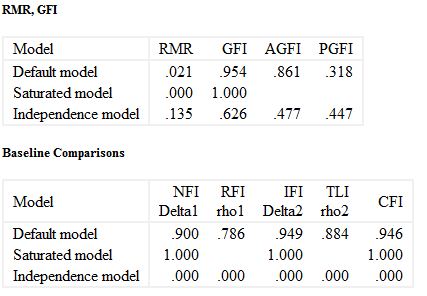 RMR, GFI
Model RMR GFI AGFI PGFI
Default model .021 .954 .861 .318
Saturated model .000 1.000
Independence model .135 .626 .477 .447
Baseline Comparisons
Model NFI Delta1 RFI rho1 IFI Delta2 TLI rho2 CFI
Default model .900 .786 .949 .884 .946
Saturated model 1.000 1.000 1.000
Independence model .000 .000 .000 .000 .000